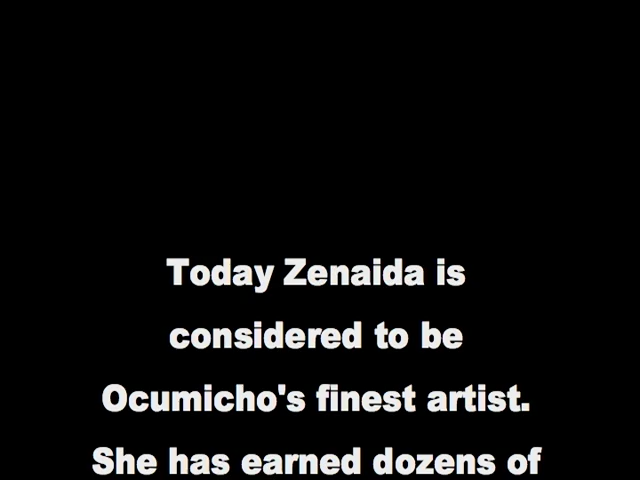 Today Zenaida is
considered to be
Ocumicho's finest artist.
She has earned dozens of